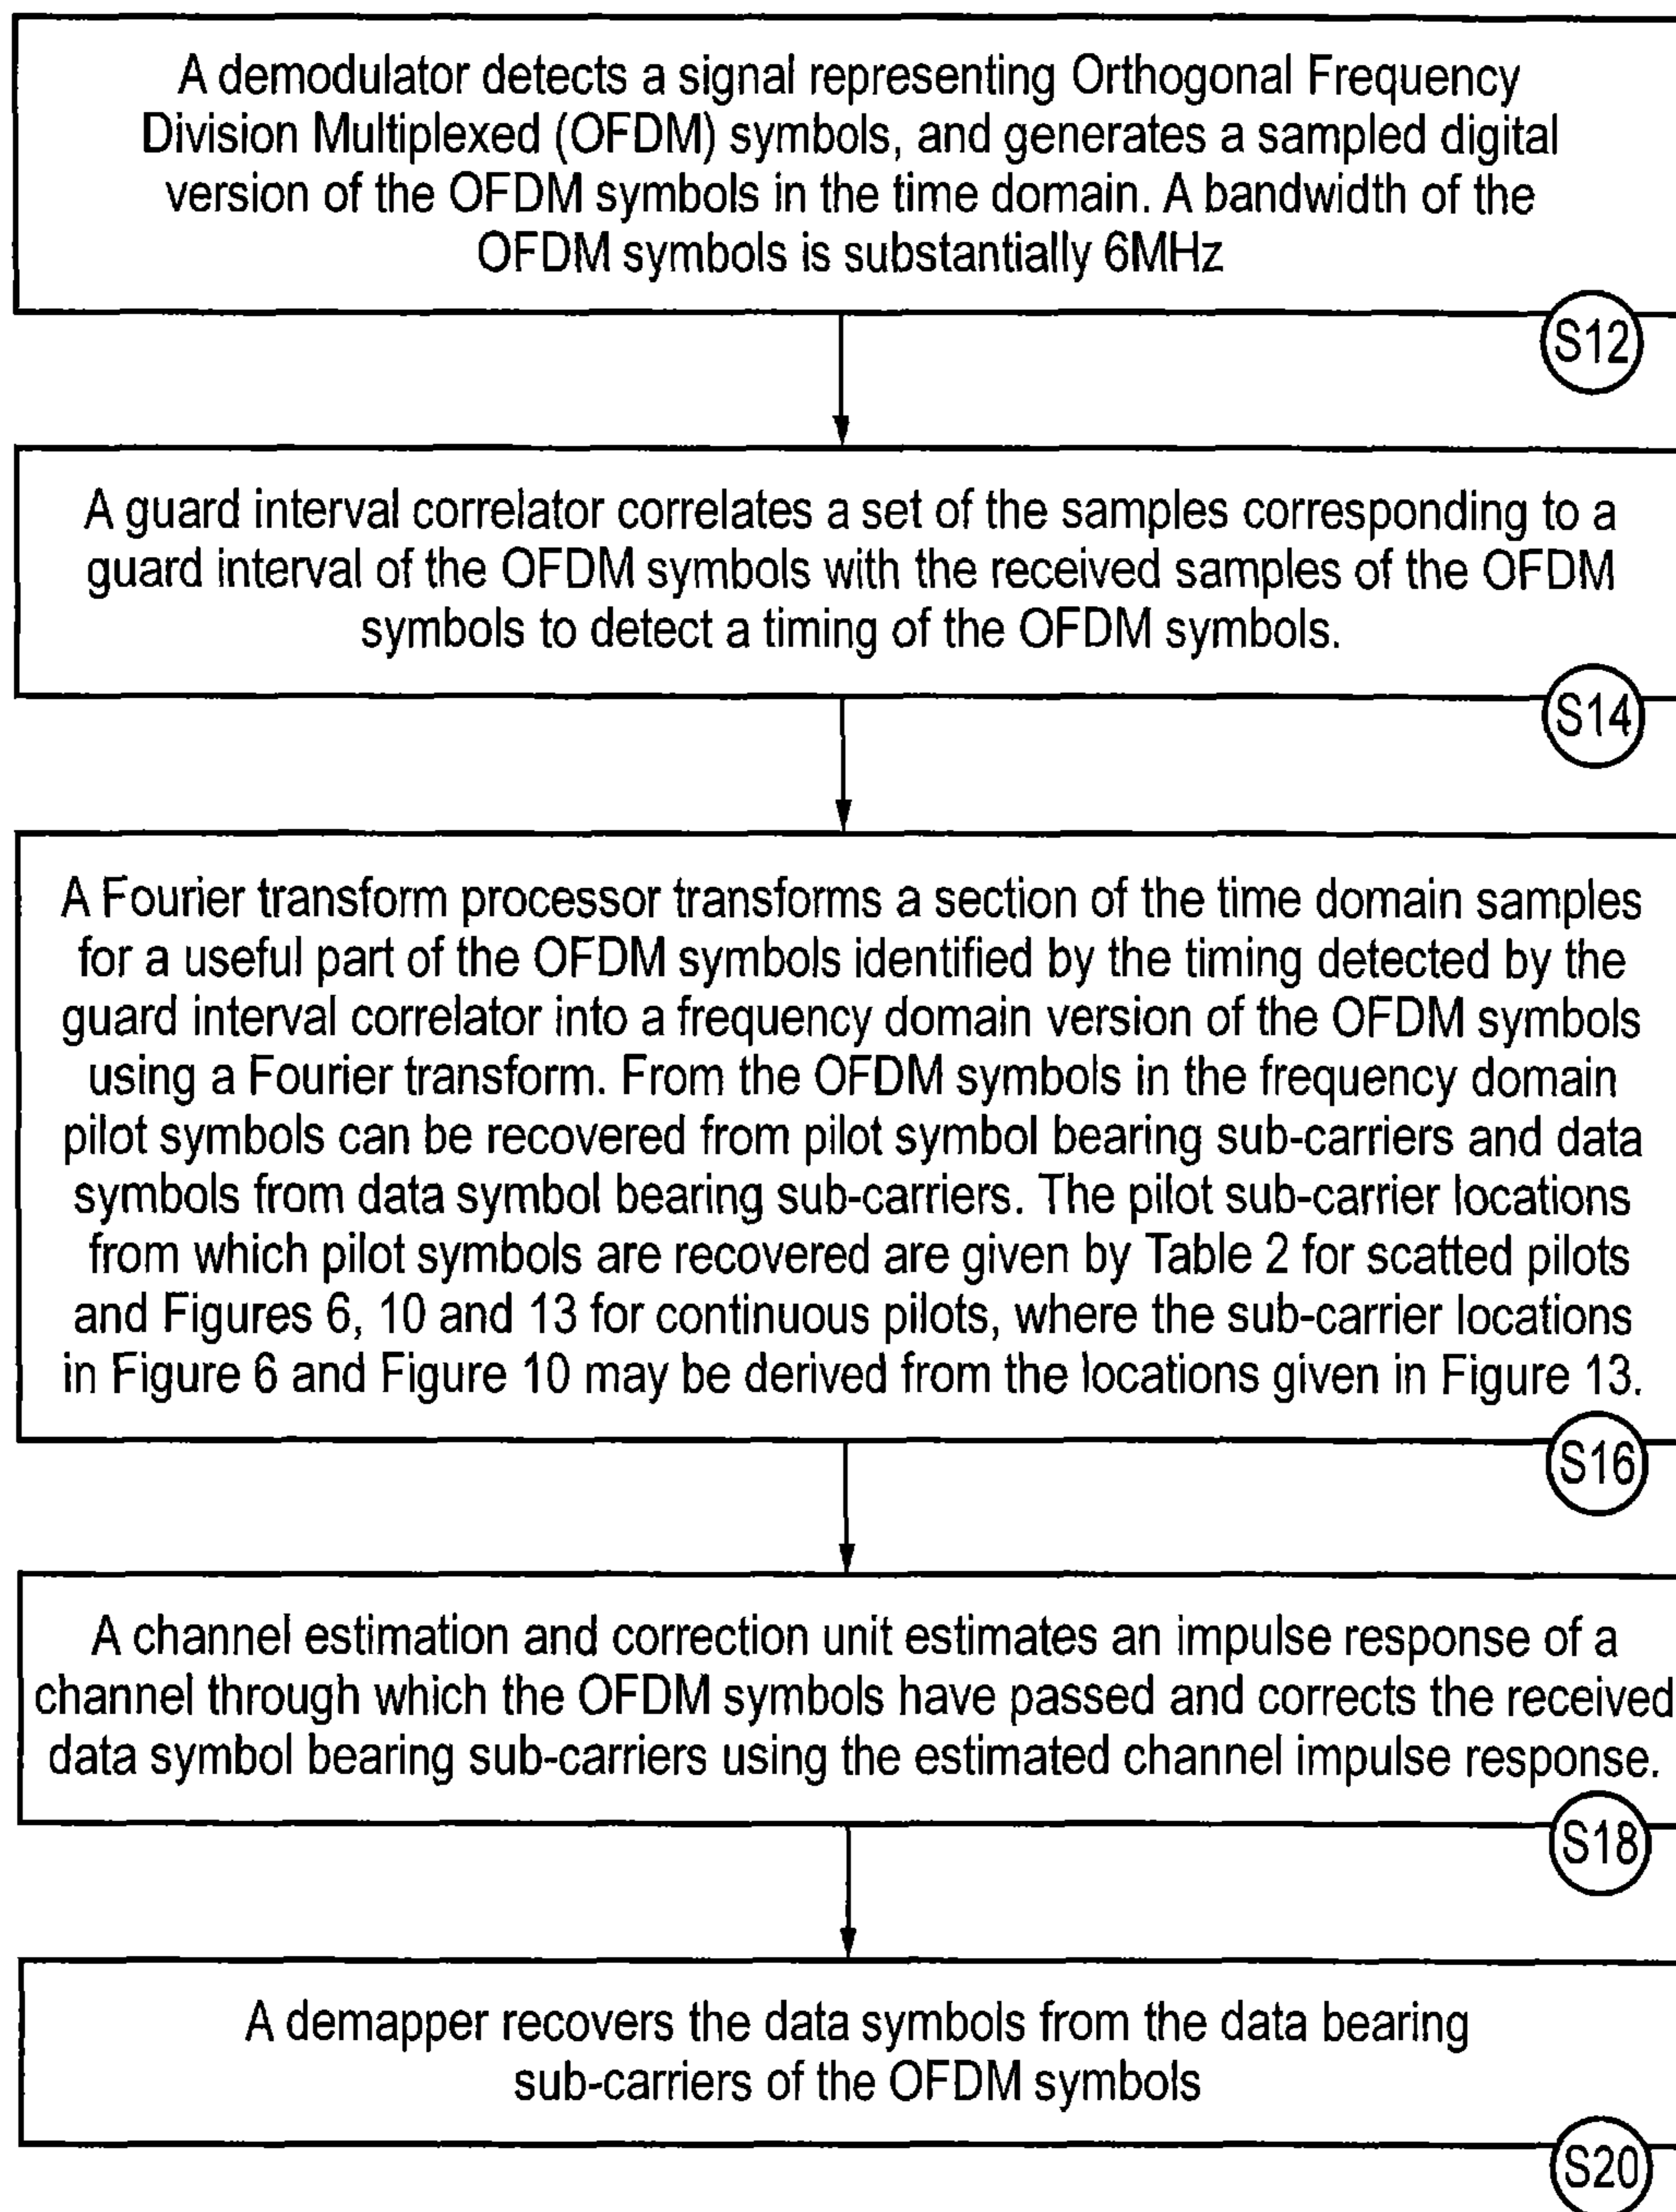 A demodulator detects a signal representing Orthogonal Frequency
Division Multiplexed (OFDM) symbols, and generates a sampled digital
version of the OFDM symbols in the time domain. A bandwidth of the
OFDM symbols is substantially 6MHz
S12
A guard interval correlator correlates a set of the samples corresponding to a
guard interval of the OFDM symbols with the received samples of the OFDM
symbols to detect a timing of the OFDM symbols.
S14
A Fourier transform processor transforms a section of the time domain samples
for a useful part of the OFDM symbols identified by the timing detected by the
guard interval correlator into a frequency domain version of the OFDM symbols
using a Fourier transform. From the OFDM symbols in the frequency domain
pilot symbols can be recovered from pilot symbol bearing sub-carriers and data
symbols from data symbol bearing sub-carriers. The pilot sub-carrier locations
from which pilot symbols are recovered are given by Table 2 for scatted pilots
and Figures 6, 10 and 13 for continuous pilots, where the sub-carrier locations
in Figure 6 and Figure 10 may be derived from the locations given in Figure 13.
S16
A channel estimation and correction unit estimates an impulse response of a
channel through which the OFDM symbols have passed and corrects the received
data symbol bearing sub-carriers using the estimated channel impulse response.
S18
A demapper recovers the data symbols from the data bearing
sub-carriers of the OFDM symbols
S20